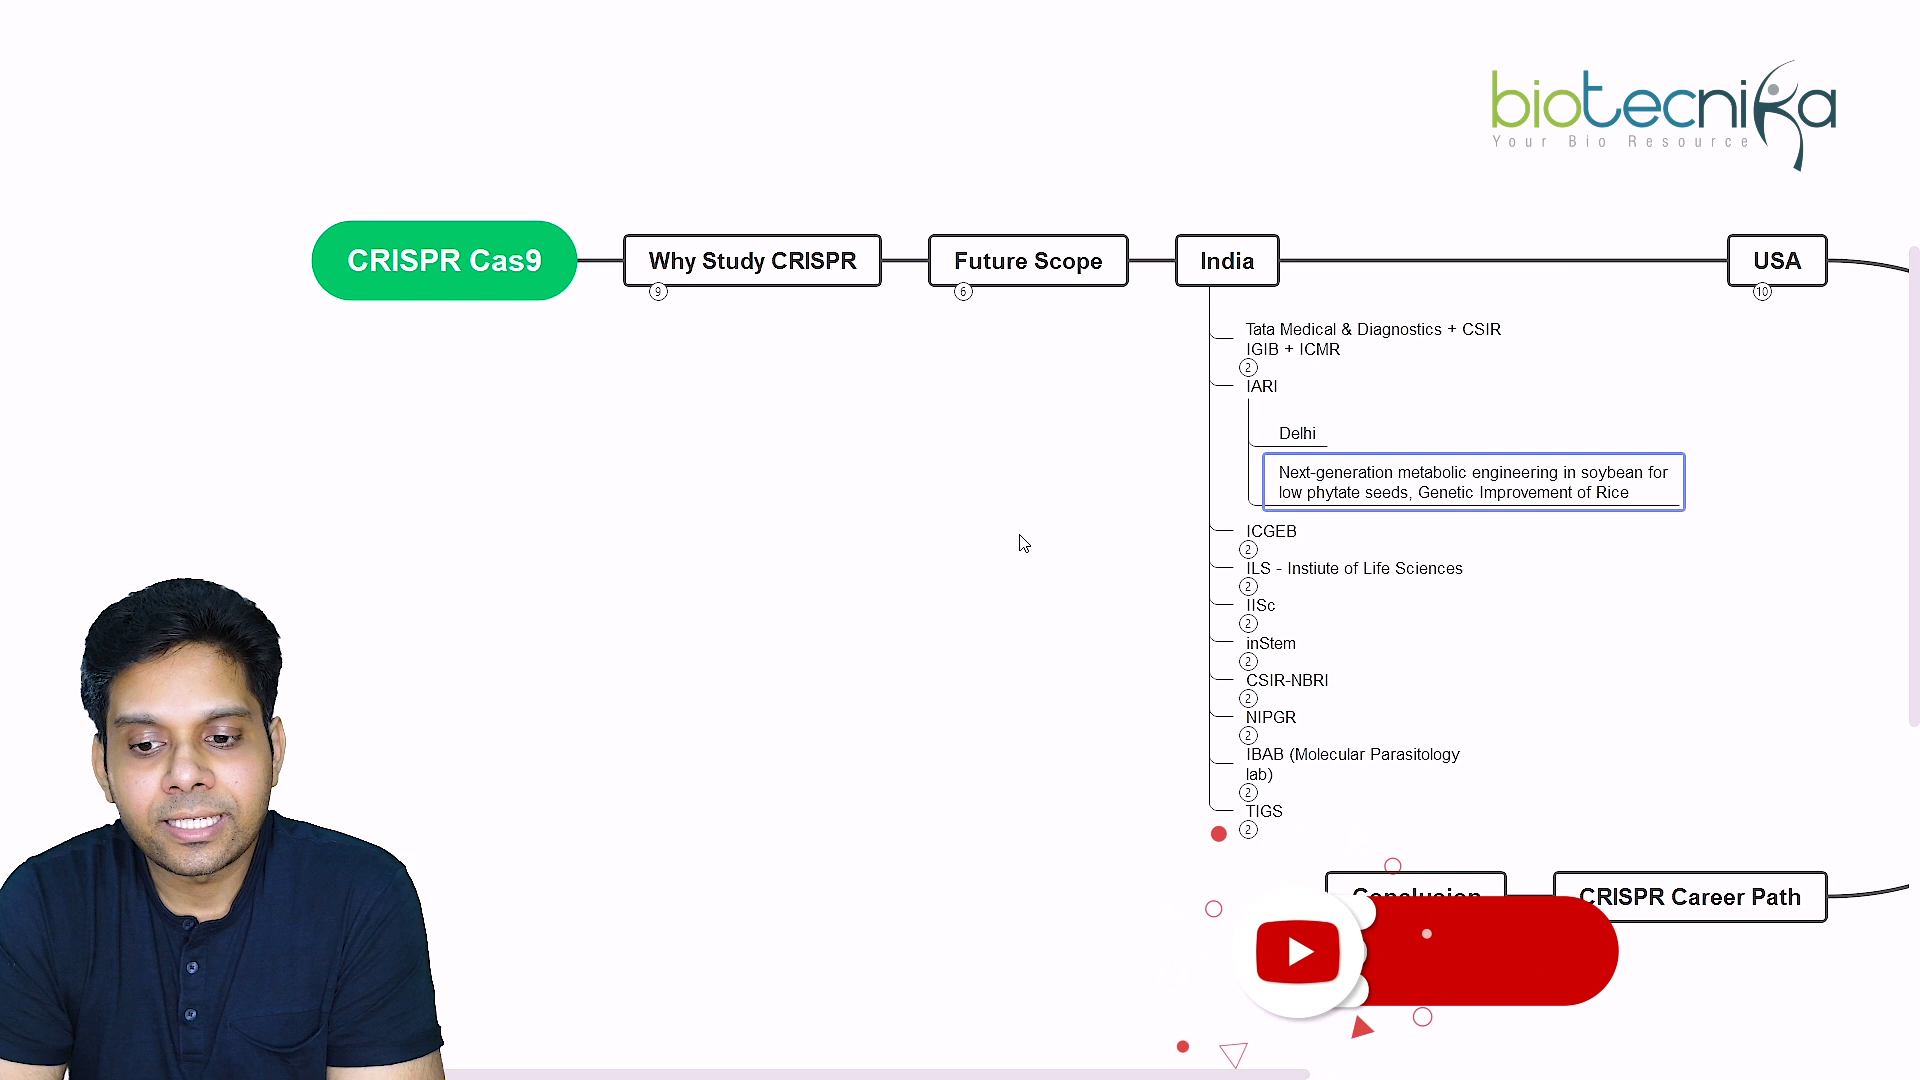 biotecnika
Your Bio Resource
CRISPR Cas9
Why Study CRISPR
9
Future Scope
6
India
USA
10
Tata Medical & Diagnostics + CSIR
IGIB + ICMR
2
IARI
Delhi
Next-generation metabolic engineering in soybean for
low phytate seeds, Genetic Improvement of Rice
ICGEB
2
ILS - Instiute of Life Sciences
2
IISc
2
inStem
2
CSIR-NBRI
2
NIPGR
2
IBAB (Molecular Parasitology
lab)
2
TIGS
2
Conclusion
CRISPR Career Path